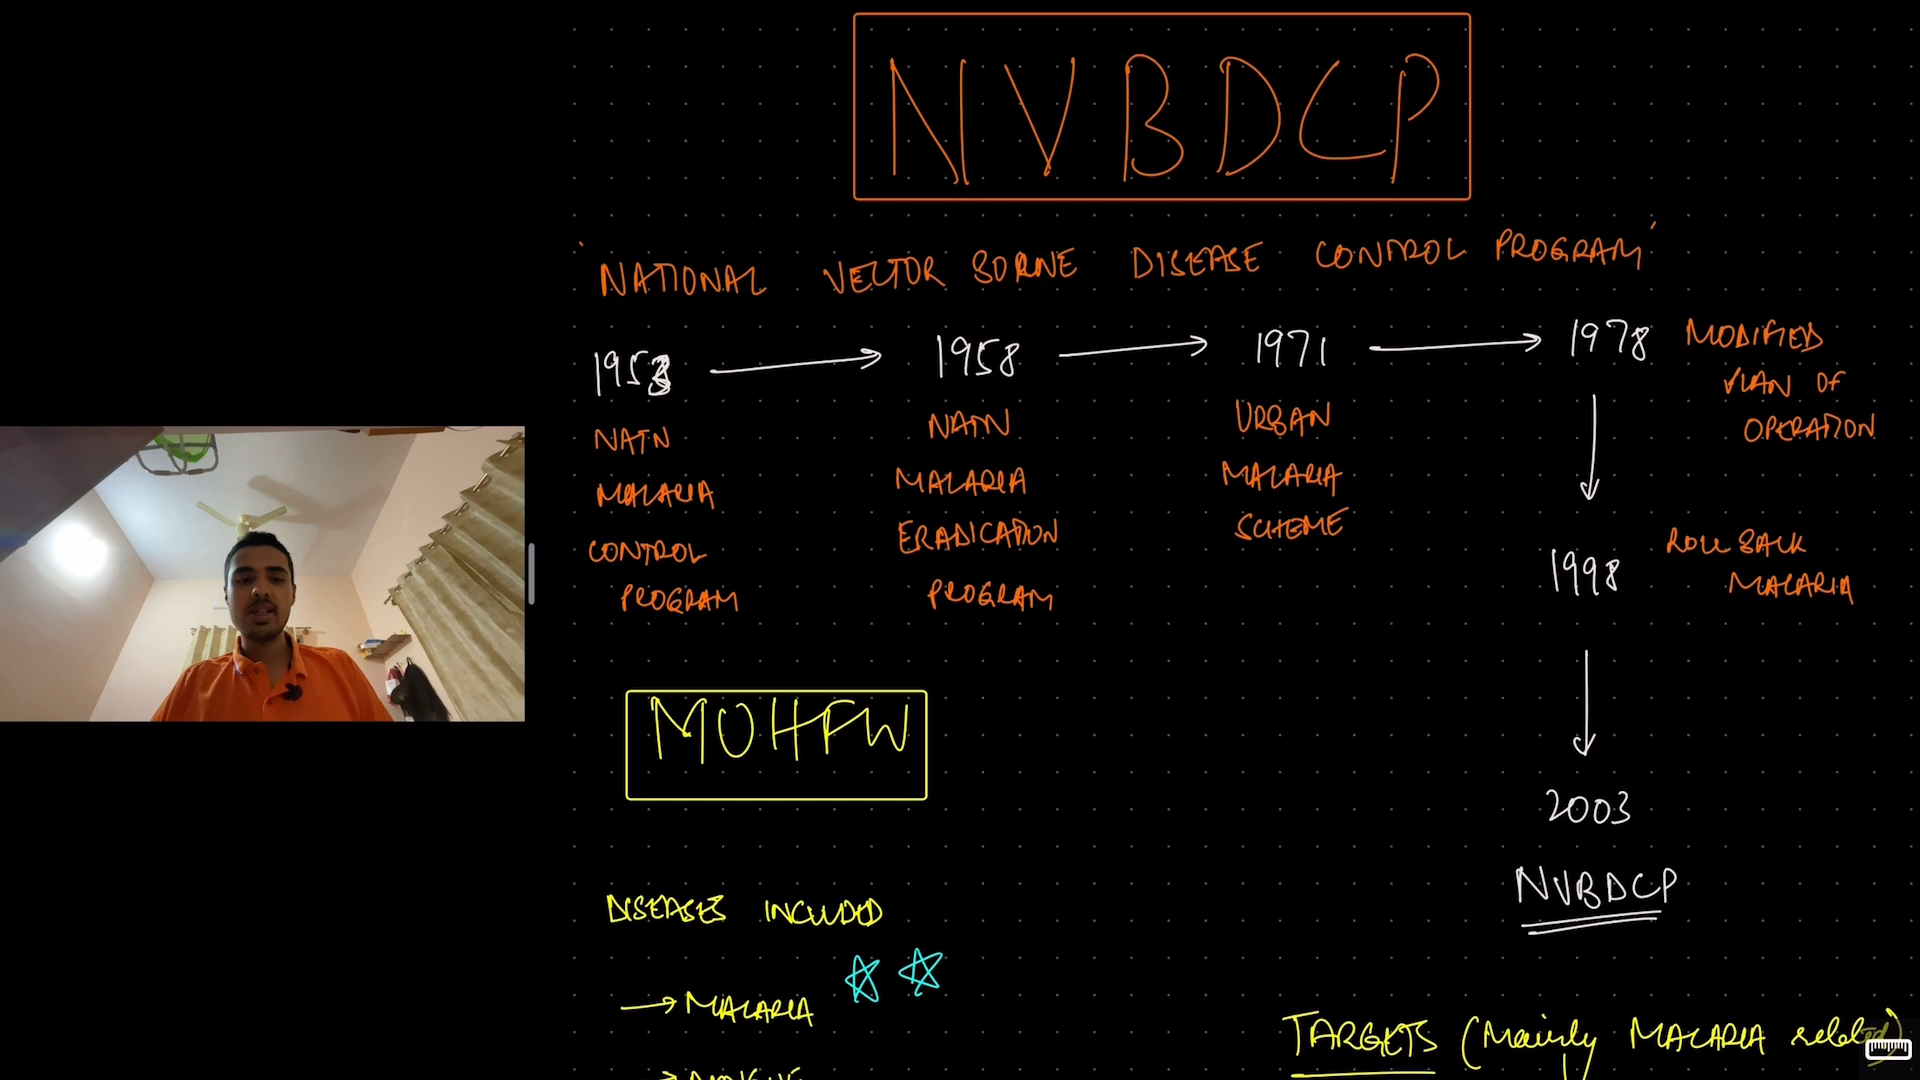 NVBDCP
'NATIONAL VECTOR BORNE DISEASE CONTROL PROGRAM'
1953 → 1958 → 1971 → 1978 MODIFIED PLAN OF OPERATION
NATN
MALARIA
CONTROL
PROGRAM
NATN
MALARIA
ERADICATION
PROGRAM
URBAN
MALARIA
SCHEME
1998 ROLL BACK
MALARIA
2003
NVBDCP
MOHFW
DISEASES INCLUDED
→ MALARIA
TARGETS (Mainly MALARIA related)